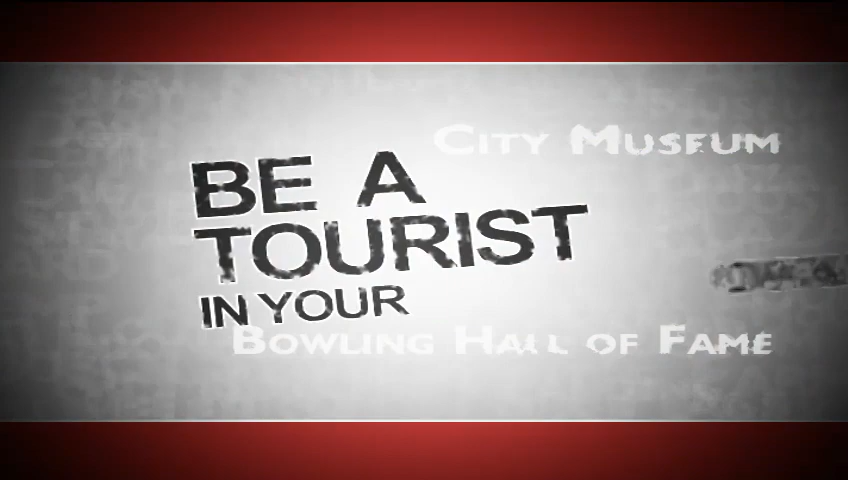 City Museum
BE A
TOURIST
IN YOUR
Bowling Hall of Fame